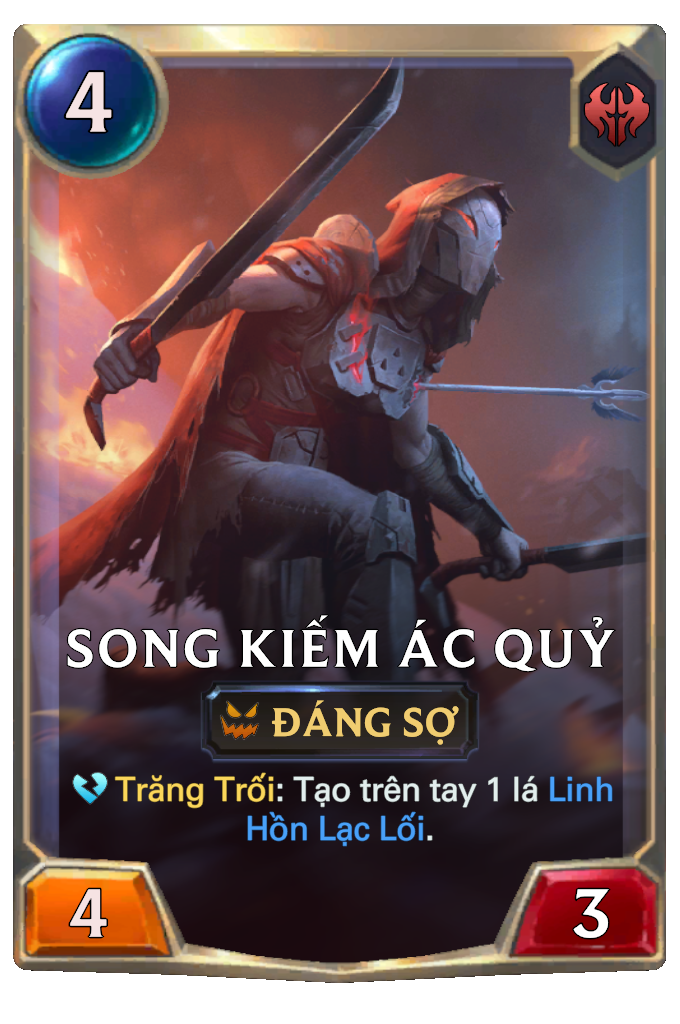 4
SONG KIẾM ÁC QUỶ
ĐÁNG SỢ
Trăng Trối: Tạo trên tay 1 lá Linh
Hồn Lạc Lối.
4
3